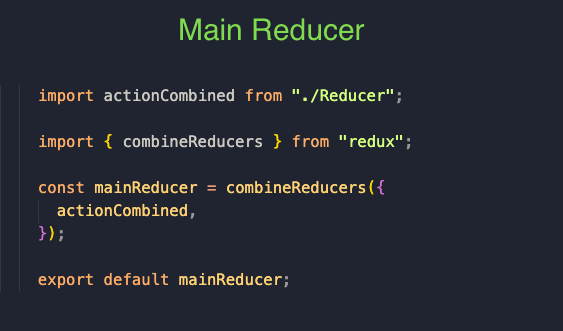 Main Reducer
import actionCombined from "./Reducer";
import { combineReducers } from "redux";
const mainReducer = combineReducers({
actionCombined,
});
export default mainReducer;